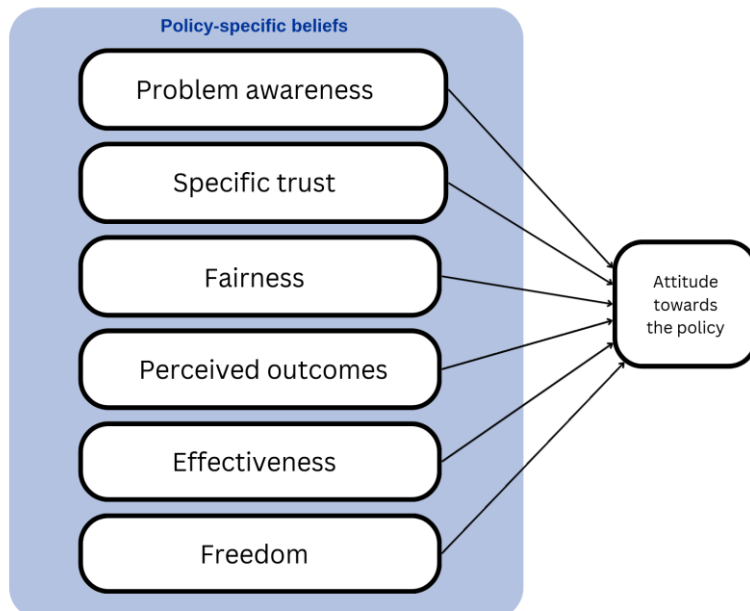 Policy-specific beliefs
Problem awareness
Specific trust
Fairness
Perceived outcomes
Effectiveness
Freedom
Attitude
towards
the policy